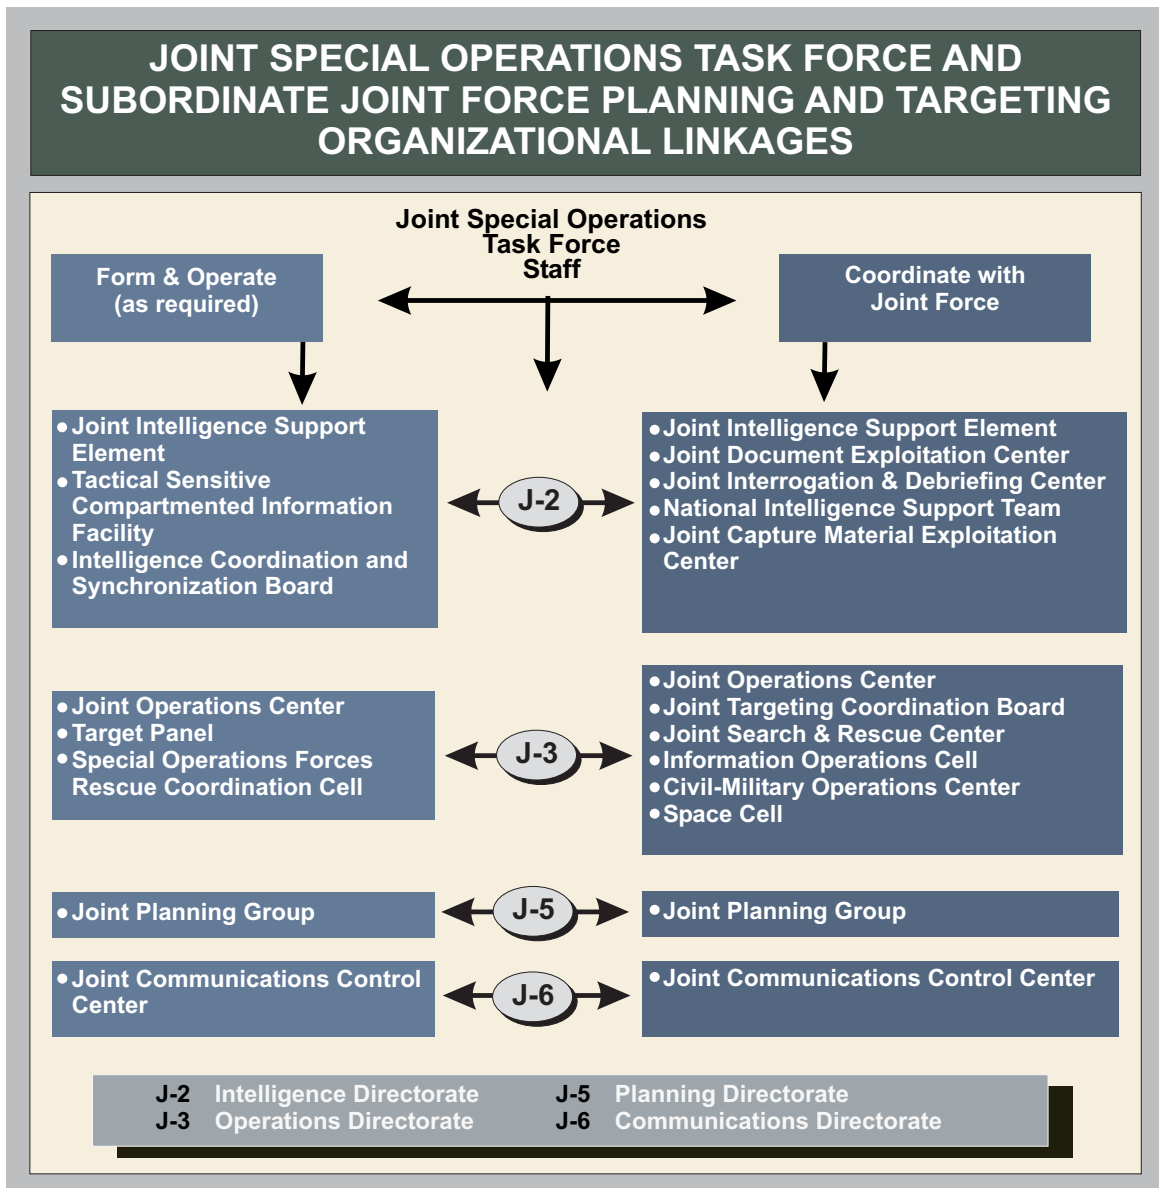 JOINT SPECIAL OPERATIONS TASK FORCE AND
SUBORDINATE JOINT FORCE PLANNING AND TARGETING
ORGANIZATIONAL LINKAGES
Joint Special Operations
Task Force
Staff
Form & Operate
(as required)
Coordinate with
Joint Force
•Joint Intelligence Support
Element
•Tactical Sensitive
Compartmented Information
Facility
•Intelligence Coordination and
Synchronization Board
J-2
•Joint Intelligence Support Element
•Joint Document Exploitation Center
•Joint Interrogation & Debriefing Center
•National Intelligence Support Team
•Joint Capture Material Exploitation
Center
•Joint Operations Center
•Target Panel
•Special Operations Forces
Rescue Coordination Cell
J-3
•Joint Operations Center
•Joint Targeting Coordination Board
•Joint Search & Rescue Center
•Information Operations Cell
•Civil-Military Operations Center
•Space Cell
•Joint Planning Group
J-5
•Joint Planning Group
•Joint Communications Control
Center
J-6
•Joint Communications Control Center
J-2 Intelligence Directorate
J-3 Operations Directorate
J-5 Planning Directorate
J-6 Communications Directorate